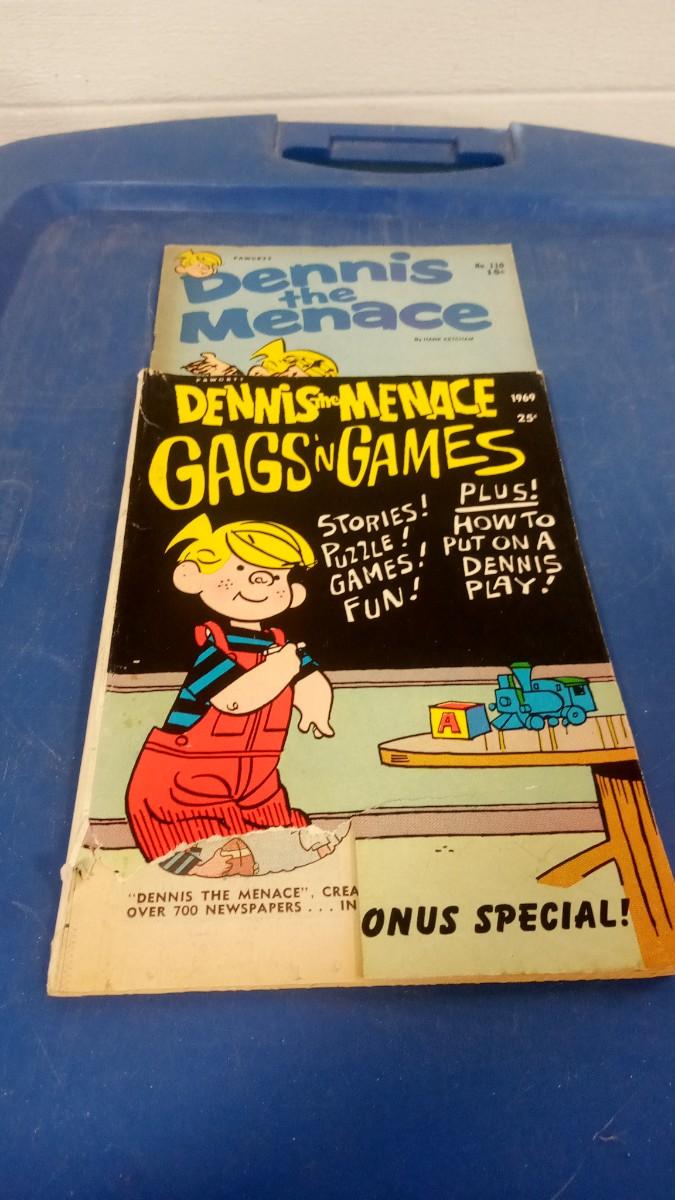 FAWCETT
No. 110
15¢
Dennis
the
Menace
By HANK KETCHAM
FAWCETT
DENNIS the MENACE
1969
25¢
GAGS 'N GAMES
STORIES!
PUZZLE!
GAMES!
FUN!
PLUS!
HOW TO
PUT ON A
DENNIS
PLAY!
A
"DENNIS THE MENACE", CREA
OVER 700 NEWSPAPERS . . . IN
ONUS SPECIAL!